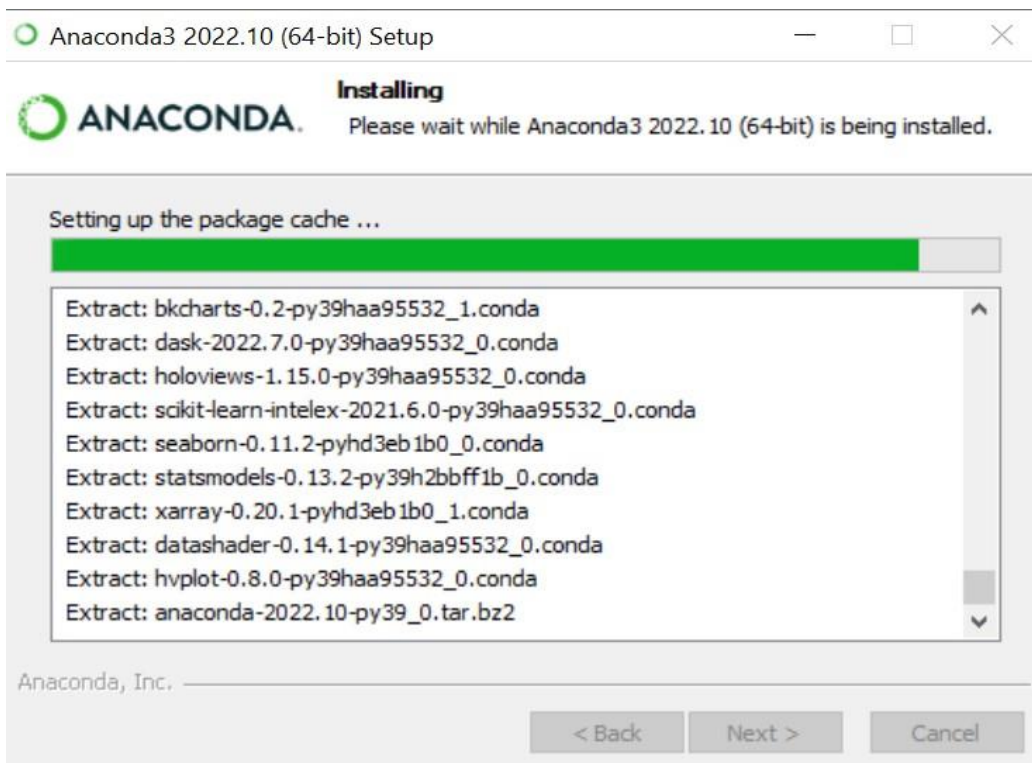 Anaconda3 2022.10 (64-bit) Setup
ANACONDA.
Installing
Please wait while Anaconda3 2022.10 (64-bit) is being installed.
Setting up the package cache ...
Extract: bkcharts-0.2-py39haa95532_1.conda
Extract: dask-2022.7.0-py39haa95532_0.conda
Extract: holoviews-1.15.0-py39haa95532_0.conda
Extract: scikit-learn-intelex-2021.6.0-py39haa95532_0.conda
Extract: seaborn-0.11.2-pyhd3eb1b0_0.conda
Extract: statsmodels-0.13.2-py39h2bbff1b_0.conda
Extract: xarray-0.20.1-pyhd3eb1b0_1.conda
Extract: datashader-0.14.1-py39haa95532_0.conda
Extract: hvplot-0.8.0-py39haa95532_0.conda
Extract: anaconda-2022.10-py39_0.tar.bz2
Anaconda, Inc.
< Back Next > Cancel